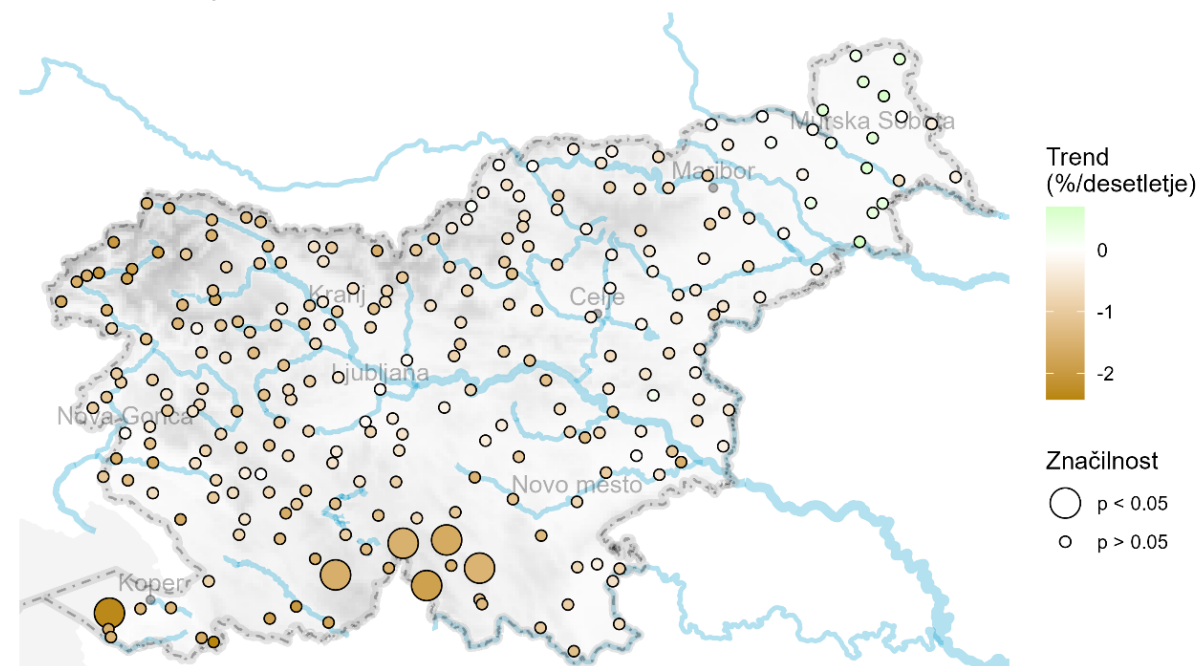 Murska Sobota
Maribor
Kranj
Celje
Ljubljana
Nova Gorica
Novo mesto
Koper
Trend
(%/desetletje)
0
-1
-2
Značilnost
p < 0.05
p > 0.05